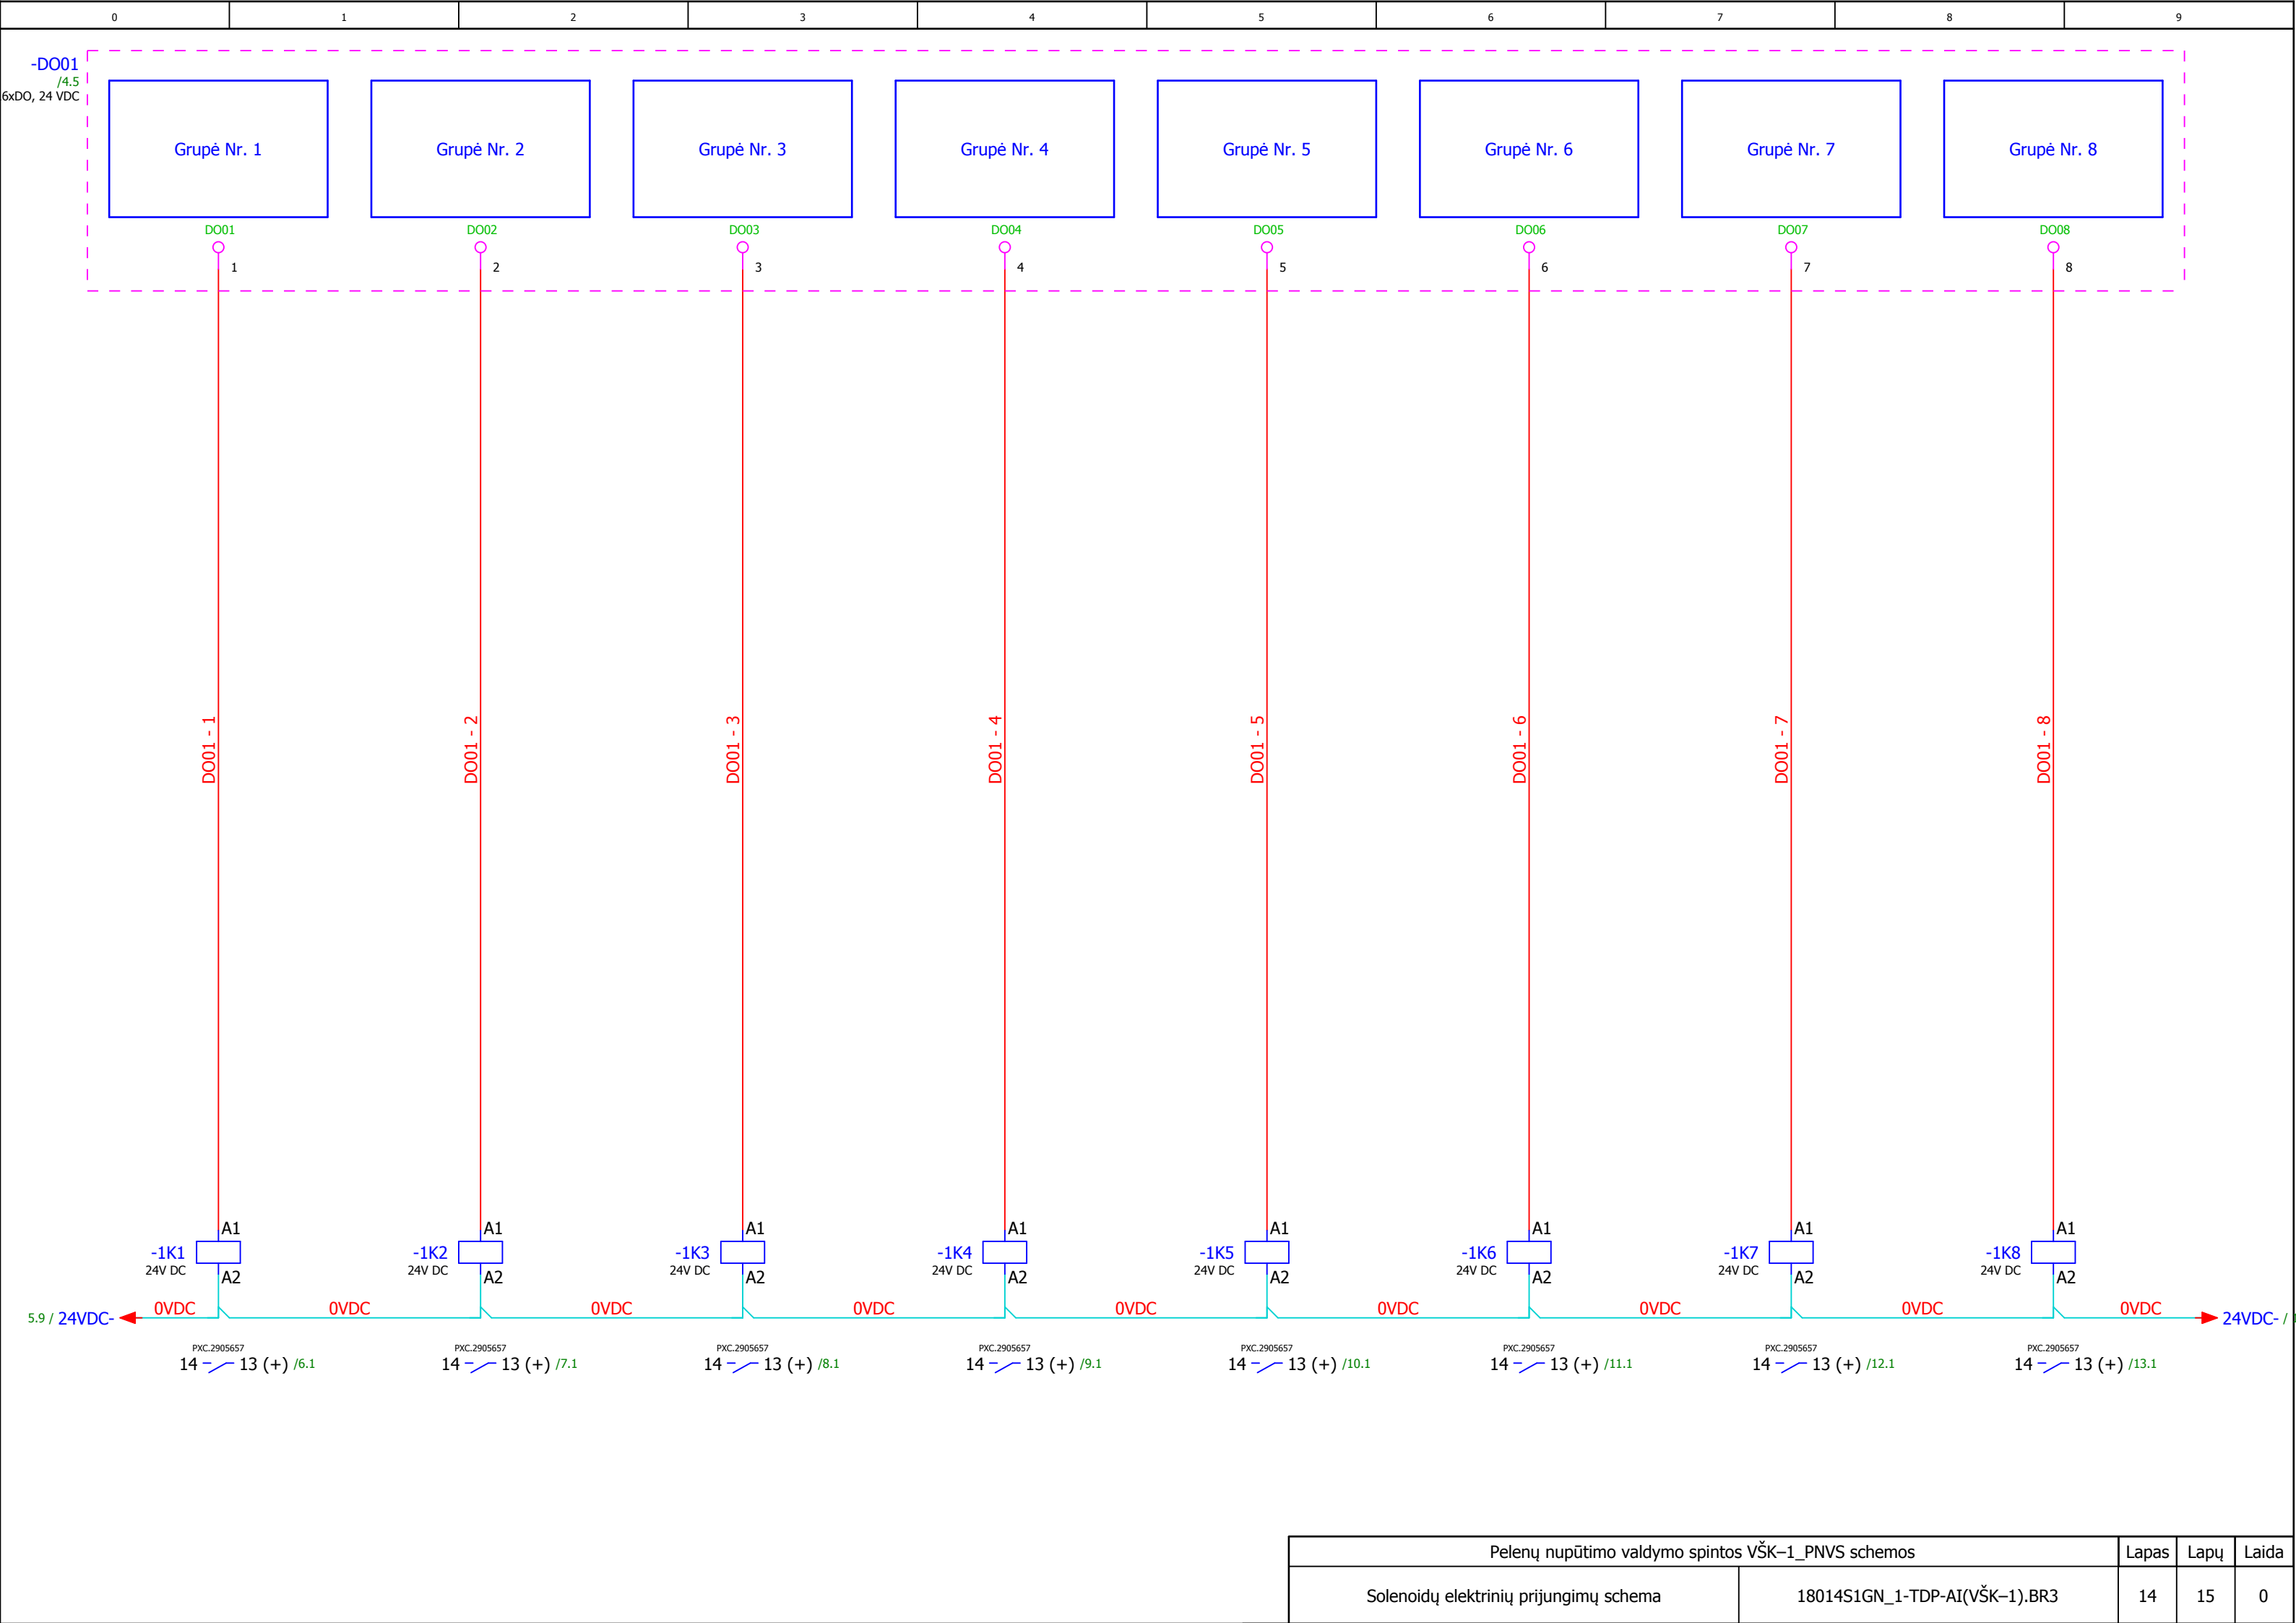 0 1 2 3 4 5 6 7 8 9
-DO01
/4.5
6xDO, 24 VDC
Grupė Nr. 1 Grupė Nr. 2 Grupė Nr. 3 Grupė Nr. 4 Grupė Nr. 5 Grupė Nr. 6 Grupė Nr. 7 Grupė Nr. 8
DO01 DO02 DO03 DO04 DO05 DO06 DO07 DO08
1 2 3 4 5 6 7 8
DO01 - 1 DO01 - 2 DO01 - 3 DO01 - 4 DO01 - 5 DO01 - 6 DO01 - 7 DO01 - 8
A1 A1 A1 A1 A1 A1 A1 A1
-1K1 -1K2 -1K3 -1K4 -1K5 -1K6 -1K7 -1K8
24V DC 24V DC 24V DC 24V DC 24V DC 24V DC 24V DC 24V DC
A2 A2 A2 A2 A2 A2 A2 A2
5.9 / 24VDC- 0VDC 0VDC 0VDC 0VDC 0VDC 0VDC 0VDC 0VDC 0VDC 24VDC- /
PXC.2905657 PXC.2905657 PXC.2905657 PXC.2905657 PXC.2905657 PXC.2905657 PXC.2905657 PXC.2905657
14 13 (+) /6.1 14 13 (+) /7.1 14 13 (+) /8.1 14 13 (+) /9.1 14 13 (+) /10.1 14 13 (+) /11.1 14 13 (+) /12.1 14 13 (+) /13.1
Pelenų nupūtimo valdymo spintos VŠK–1_PNVS schemos Lapas Lapų Laida
Solenoidų elektrinių prijungimų schema 18014S1GN_1-TDP-AI(VŠK–1).BR3 14 15 0